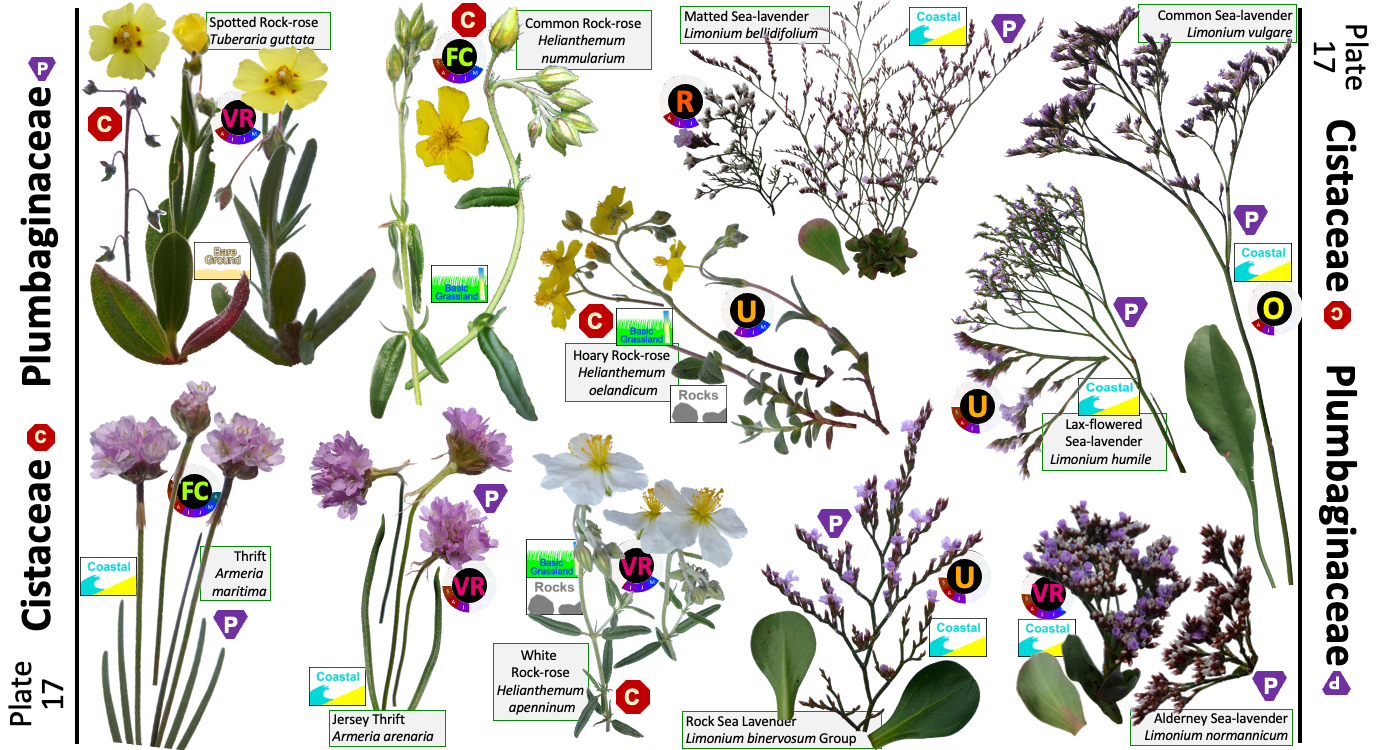 Plate
17
Cistaceae C
Plumbaginaceae P
Spotted Rock-rose
Tuberaria guttata
C
VR
Bare
Ground
C
FC
Common Rock-rose
Helianthemum
nummularium
Basic
Grassland
Matted Sea-lavender
Limonium bellidifolium
Coastal
P
R
Common Sea-lavender
Limonium vulgare
P
Coastal
O
C
Basic
Grassland
U
Hoary Rock-rose
Helianthemum
oelandicum
Rocks
P
U
Coastal
Lax-flowered
Sea-lavender
Limonium humile
FC
Coastal
Thrift
Armeria
maritima
P
P
VR
Coastal
Jersey Thrift
Armeria arenaria
Basic
Grassland
Rocks
VR
White
Rock-rose
Helianthemum
apenninum
C
P
U
Coastal
Rock Sea Lavender
Limonium binervosum Group
VR
Coastal
P
Alderney Sea-lavender
Limonium normannicum
Plate
17
Cistaceae C
Plumbaginaceae P